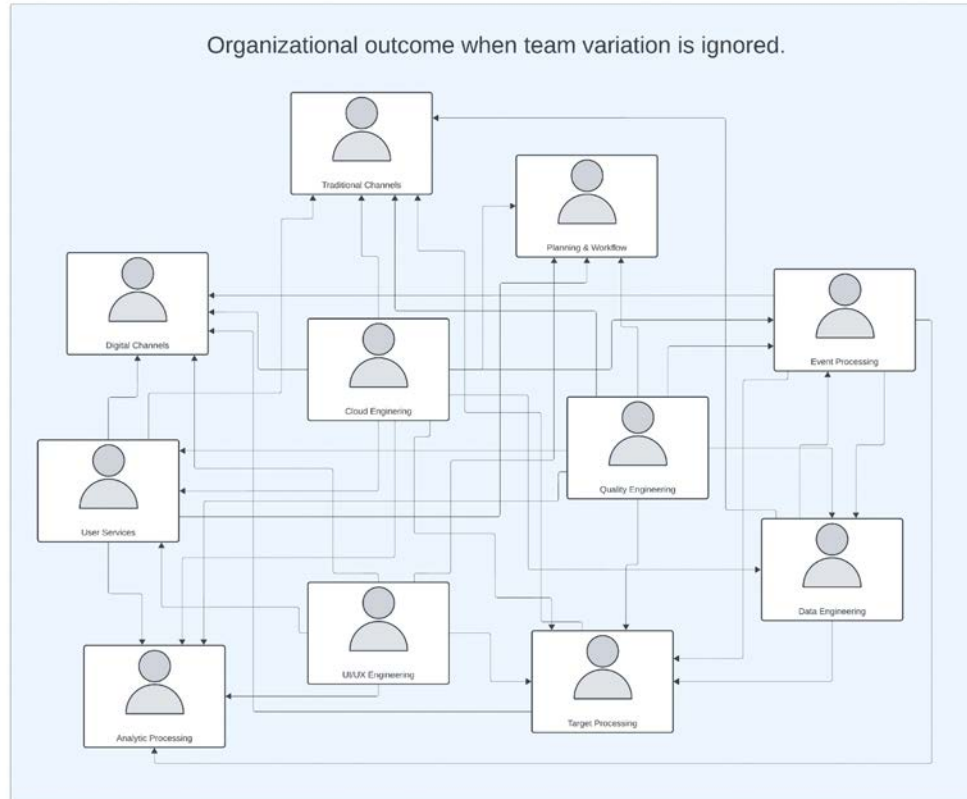 Organizational outcome when team variation is ignored.
Traditional Channels
Planning & Workflow
Digital Channels
Event Processing
Cloud Enginering
Quality Engineering
User Services
Data Engineering
UI/UX Engineering
Target Processing
Analytic Processing